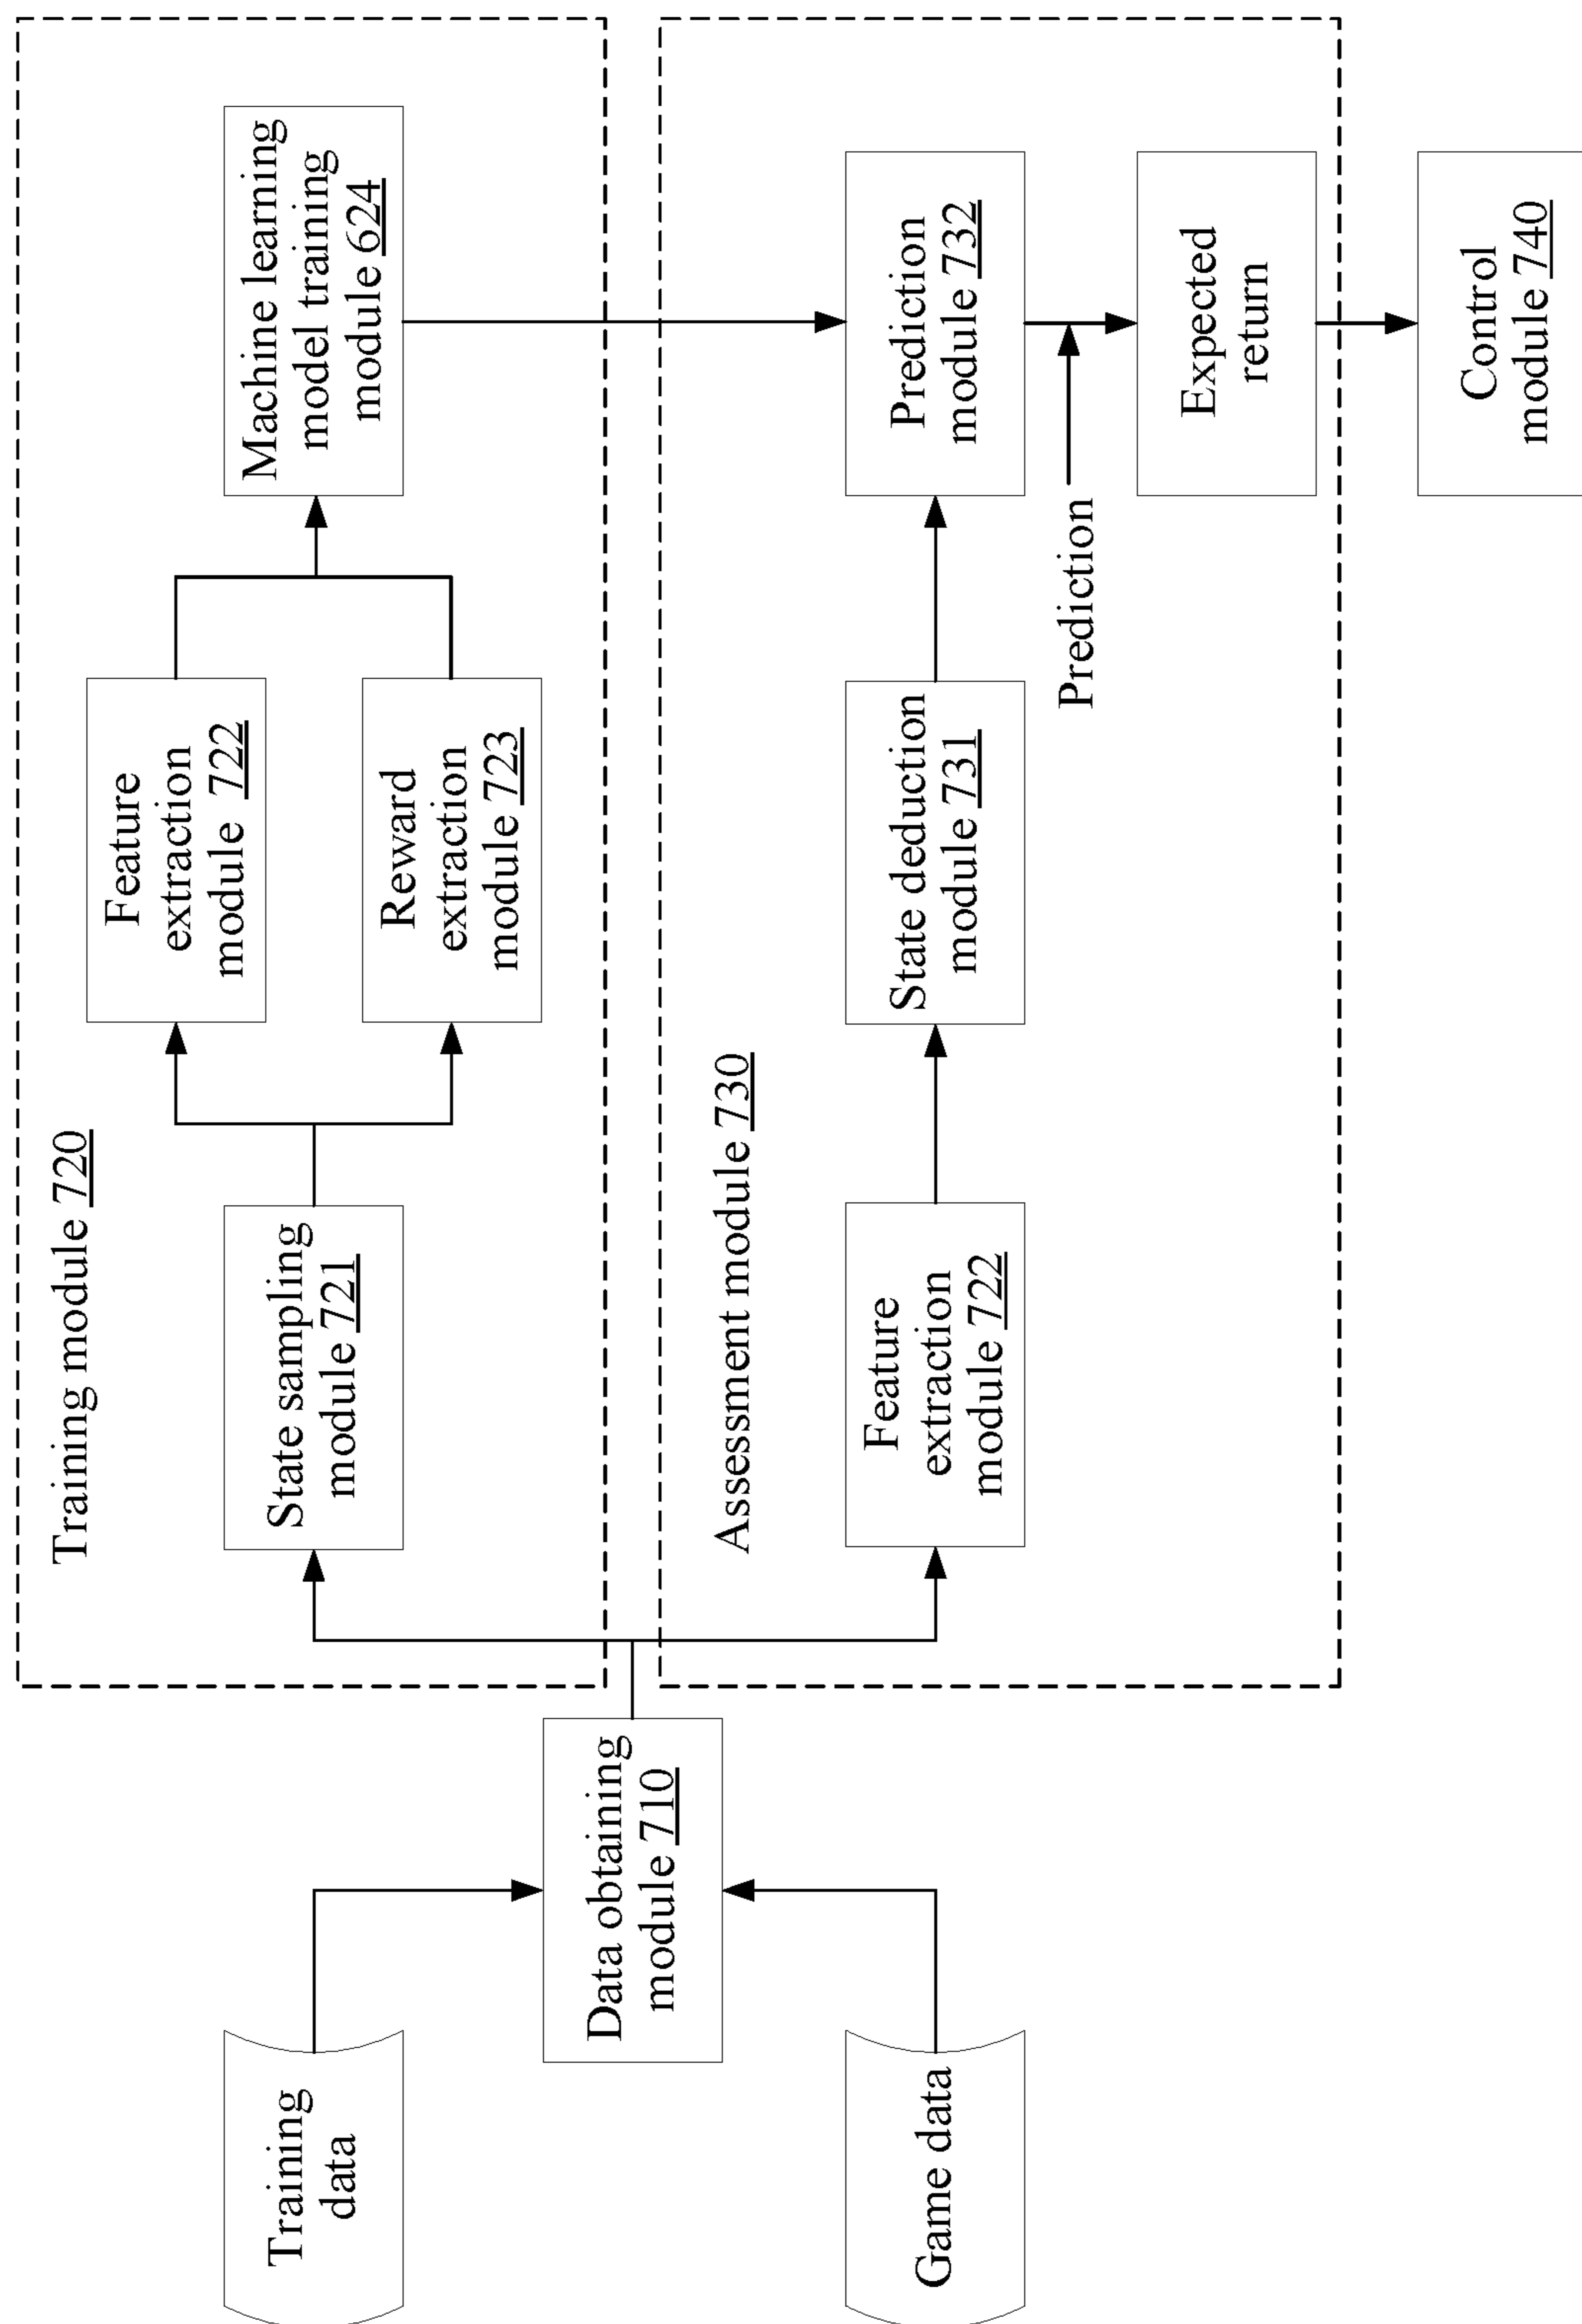 Training
data
Game data
Data obtaining
module 710
Training module 720
State sampling
module 721
Feature
extraction
module 722
Reward
extraction
module 723
Machine learning
model training
module 624
Assessment module 730
Feature
extraction
module 722
State deduction
module 731
Prediction
module 732
Prediction
Expected
return
Control
module 740